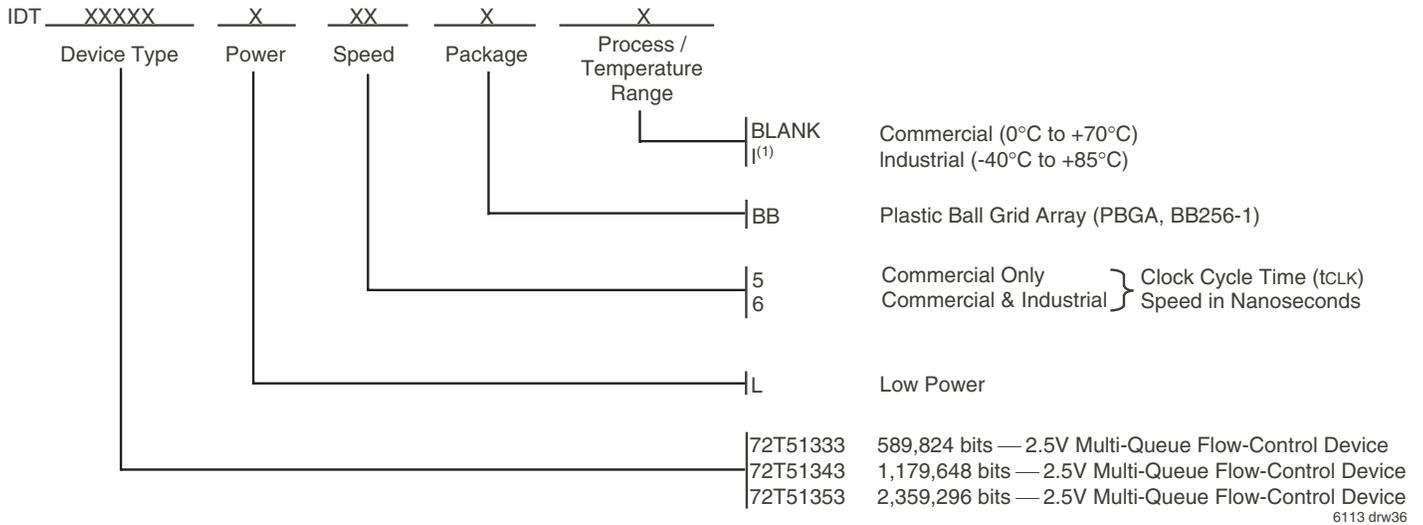 IDT XXXXX X XX X X
Device Type Power Speed Package Process / Temperature Range
BLANK Commercial (0°C to +70°C)
I(1) Industrial (-40°C to +85°C)
BB Plastic Ball Grid Array (PBGA, BB256-1)
5 Commercial Only Clock Cycle Time (tCLK)
6 Commercial & Industrial Speed in Nanoseconds
L Low Power
72T51333 589,824 bits — 2.5V Multi-Queue Flow-Control Device
72T51343 1,179,648 bits — 2.5V Multi-Queue Flow-Control Device
72T51353 2,359,296 bits — 2.5V Multi-Queue Flow-Control Device
6113 drw36